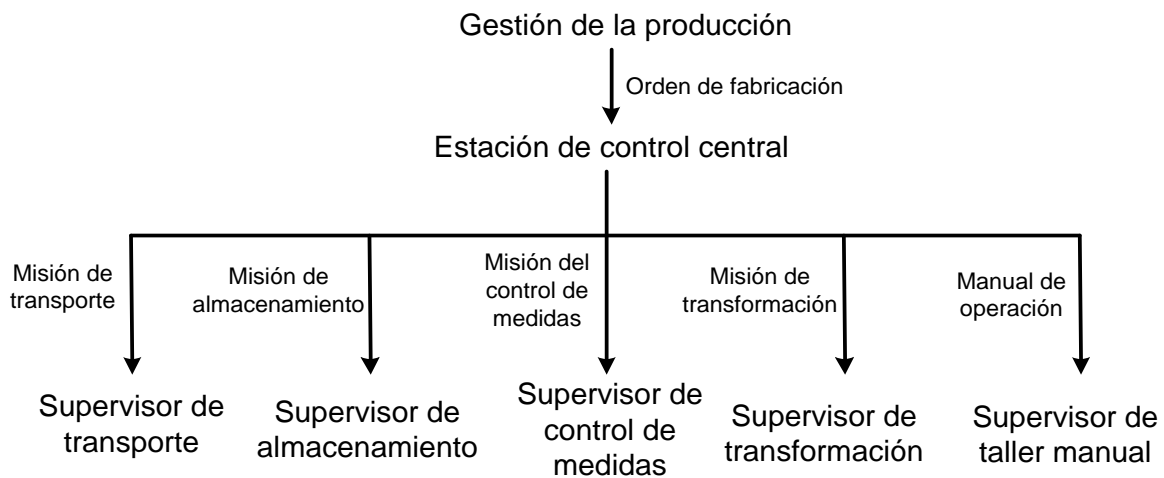 Gestión de la producción
Orden de fabricación
Estación de control central
Misión de
transporte
Misión de
almacenamiento
Misión del
control de
medidas
Misión de
transformación
Manual de
operación
Supervisor de
transporte
Supervisor de
almacenamiento
Supervisor de
control de
medidas
Supervisor de
transformación
Supervisor de
taller manual